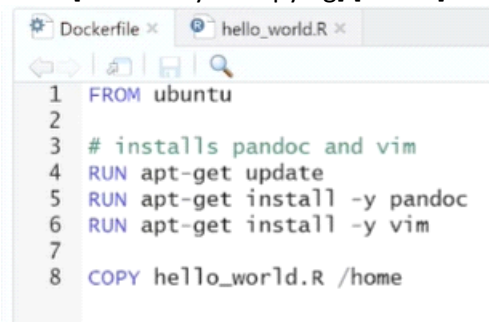 Dockerfile
hello_world.R
1 FROM ubuntu
2
3 # installs pandoc and vim
4 RUN apt-get update
5 RUN apt-get install -y pandoc
6 RUN apt-get install -y vim
7
8 COPY hello_world.R /home